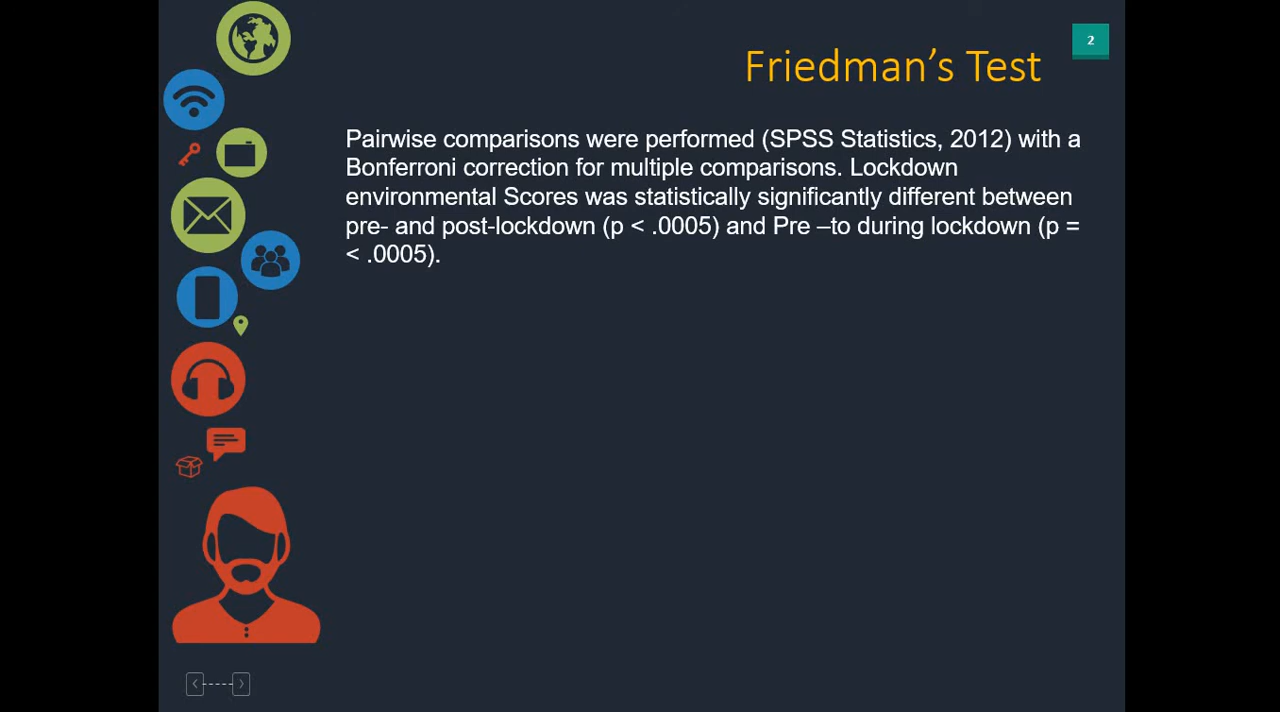 2
Friedman’s Test
Pairwise comparisons were performed (SPSS Statistics, 2012) with a
Bonferroni correction for multiple comparisons. Lockdown
environmental Scores was statistically significantly different between
pre- and post-lockdown (p < .0005) and Pre –to during lockdown (p =
< .0005).